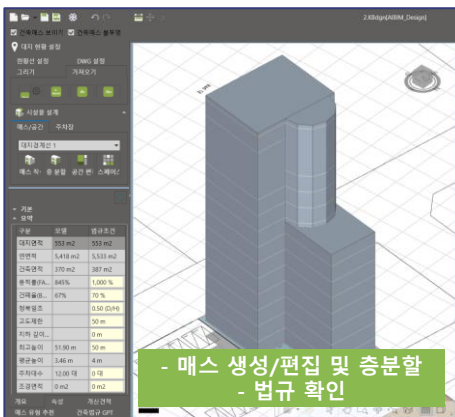 2.KBdgn[AIBIM_Design]
건축매스 보이기 건축매스 불투명
대지 현황 설정
현황선 설정 DWG 설정
그리기 가져오기
시설물 설계
매스/공간 주차장
대지경계선 1
매스 작 층 분할 공간 편 스페이스
기본
요약
구분 모델 법규조건
대지면적 553 m2 553 m2
연면적 5,418 m2 5,533 m2
건축면적 370 m2 387 m2
용적률(FA... 845% 1,000 %
건폐율(B... 67% 70 %
정북일조 0.50 (D/H)
고도제한 50 m
지하 깊이... 0 m
최고높이 51.90 m 50 m
평균높이 3.46 m 4 m
주차대수 12.00 대 0 대
조경면적 0 m2 0 m2
개요 속성 개산견적
매스 유형 추천 건축법규 GPT
- 매스 생성/편집 및 층분할
- 법규 확인